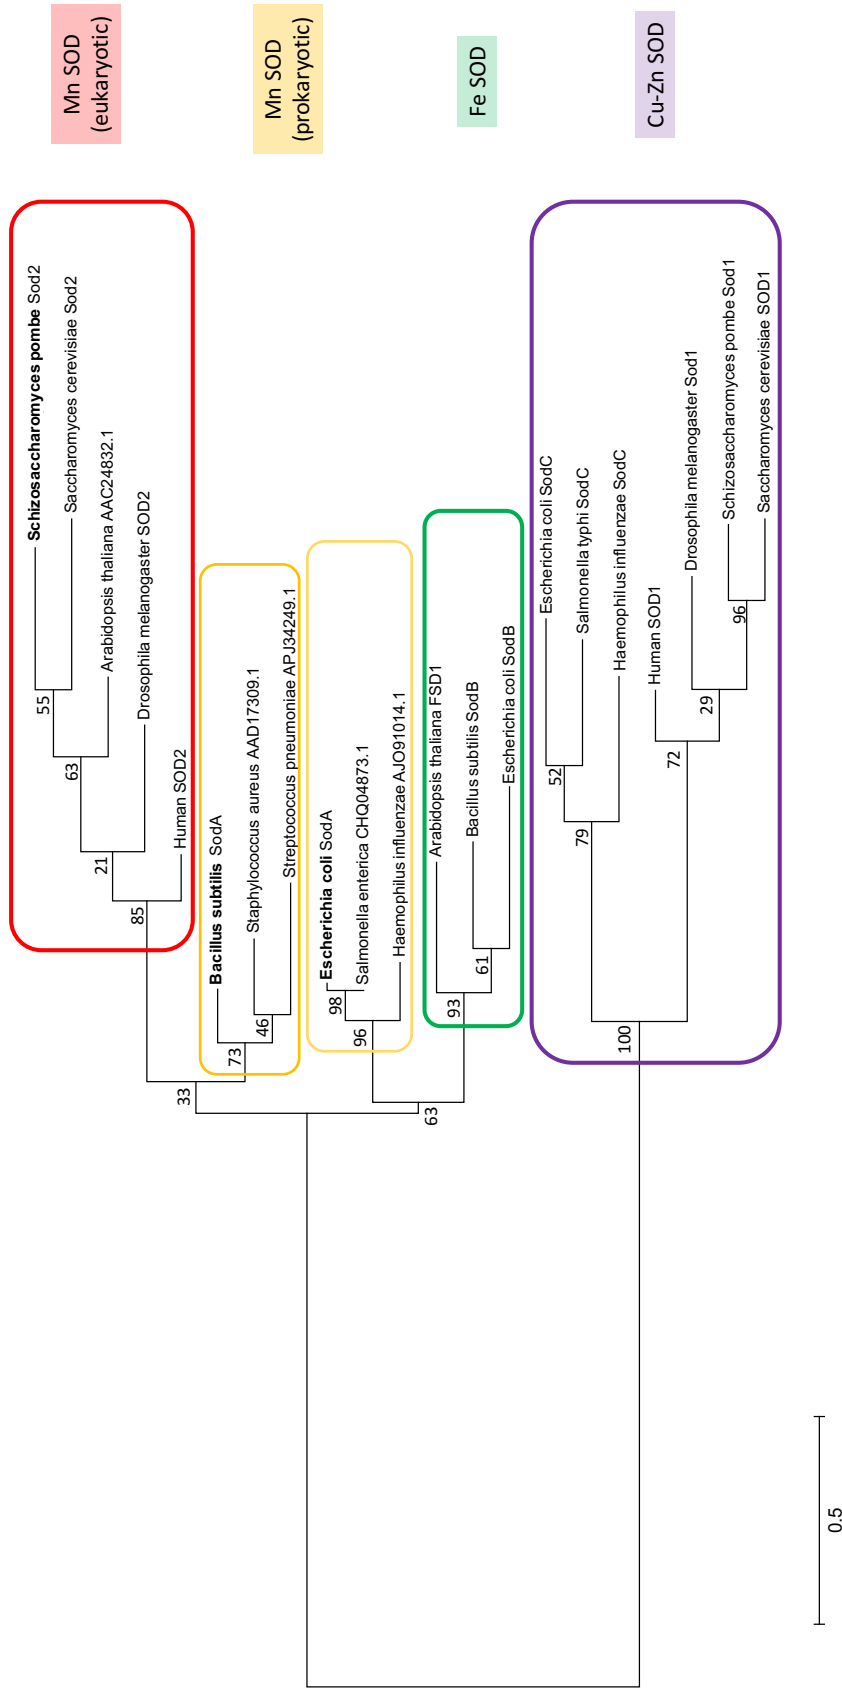 Mn SOD
(eukaryotic)
Mn SOD
(prokaryotic)
Fe SOD
Cu-Zn SOD
Schizosaccharomyces pombe Sod2
Saccharomyces cerevisiae Sod2
Arabidopsis thaliana AAC24832.1
Drosophila melanogaster SOD2
Human SOD2
55
63
21
85
Bacillus subtilis SodA
Staphylococcus aureus AAD17309.1
Streptococcus pneumoniae APJ34249.1
46
73
33
Escherichia coli SodA
Salmonella enterica CHQ04873.1
Haemophilus influenzae AJO91014.1
98
96
Arabidopsis thaliana FSD1
Bacillus subtilis SodB
Escherichia coli SodB
61
93
63
Escherichia coli SodC
Salmonella typhi SodC
Haemophilus influenzae SodC
52
79
Human SOD1
Drosophila melanogaster Sod1
Schizosaccharomyces pombe Sod1
Saccharomyces cerevisiae SOD1
96
29
72
100
0.5